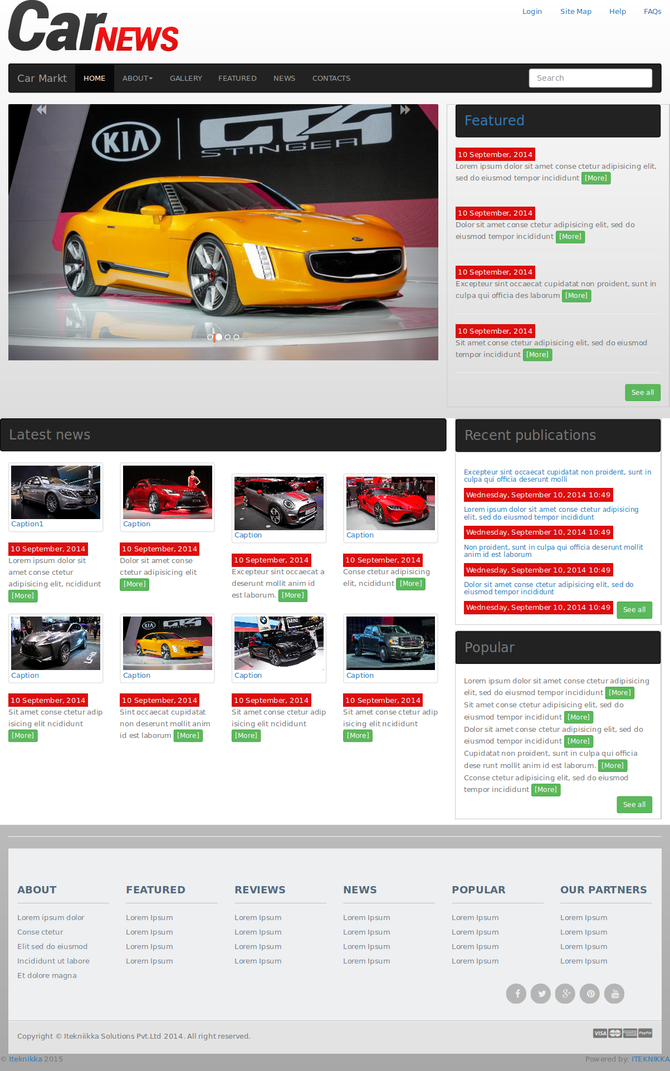 CarNEWS
Login Site Map Help FAQs
Car Markt HOME ABOUT GALLERY FEATURED NEWS CONTACTS Search
KIA GT4
STINGER
Featured
10 September, 2014
Lorem ipsum dolor sit amet conse ctetur adipisicing elit,
sed do eiusmod tempor incididunt [More]
10 September, 2014
Dolor sit amet conse ctetur adipisicing elit, sed do
eiusmod tempor incididunt [More]
10 September, 2014
Excepteur sint occaecat cupidatat non proident, sunt in
culpa qui officia des laborum [More]
10 September, 2014
Sit amet conse ctetur adipisicing elit, sed do eiusmod
tempor incididunt [More]
See all
Latest news
Caption1
10 September, 2014
Lorem ipsum dolor sit
amet conse ctetur
adipisicing elit, ncididunt
[More]
Caption
10 September, 2014
Dolor sit amet conse
ctetur adipisicing elit
[More]
Caption
10 September, 2014
Excepteur sint occaecat a
deserunt mollit anim id
est laborum. [More]
Caption
10 September, 2014
Conse ctetur adipisicing
elit, ncididunt [More]
Caption
10 September, 2014
Sit amet conse ctetur adip
isicing elit ncididunt
[More]
Caption
10 September, 2014
Sint occaecat cupidatat
non deserunt mollit anim
id est laborum [More]
Caption
10 September, 2014
Sit amet conse ctetur adip
isicing elit ncididunt
[More]
Caption
10 September, 2014
Sit amet conse ctetur adip
isicing elit ncididunt
[More]
Recent publications
Excepteur sint occaecat cupidatat non proident, sunt in
culpa qui officia deserunt molli
Wednesday, September 10, 2014 10:49
Lorem ipsum dolor sit amet conse ctetur adipisicing
elit, sed do eiusmod tempor incididunt
Wednesday, September 10, 2014 10:49
Non proident, sunt in culpa qui officia deserunt mollit
anim id est laborum
Wednesday, September 10, 2014 10:49
Dolor sit amet conse ctetur adipisicing elit, sed do
eiusmod tempor incididunt
Wednesday, September 10, 2014 10:49 See all
Popular
Lorem ipsum dolor sit amet conse ctetur adipisicing
elit, sed do eiusmod tempor incididunt [More]
Sit amet conse ctetur adipisicing elit, sed do
eiusmod tempor incididunt [More]
Dolor sit amet conse ctetur adipisicing elit, sed do
eiusmod tempor incididunt [More]
Cupidatat non proident, sunt in culpa qui officia
dese runt mollit anim id est laborum. [More]
Cconse ctetur adipisicing elit, sed do eiusmod
tempor incididunt [More]
See all
ABOUT
Lorem ipsum dolor
Conse ctetur
Elit sed do eiusmod
Incididunt ut labore
Et dolore magna
FEATURED
Lorem Ipsum
Lorem Ipsum
Lorem Ipsum
Lorem Ipsum
REVIEWS
Lorem Ipsum
Lorem Ipsum
Lorem Ipsum
Lorem Ipsum
NEWS
Lorem Ipsum
Lorem Ipsum
Lorem Ipsum
Lorem Ipsum
POPULAR
Lorem Ipsum
Lorem Ipsum
Lorem Ipsum
Lorem Ipsum
OUR PARTNERS
Lorem Ipsum
Lorem Ipsum
Lorem Ipsum
Lorem Ipsum
Copyright © Itekniikka Solutions Pvt.Ltd 2014. All right reserved.
VISA
© Iteknikka 2015 Powered by: ITEKNIKKA